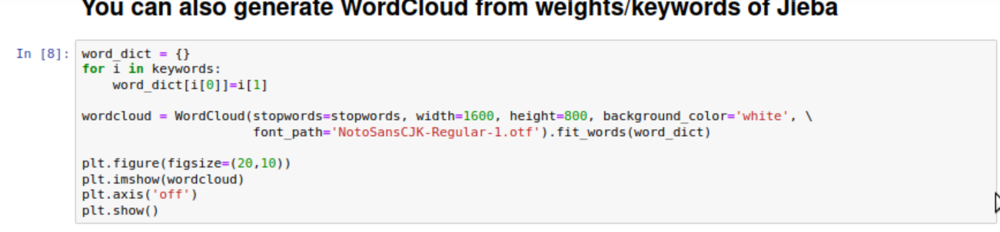 You can also generate WordCloud from weights/keywords of Jieba
In [8]:
word_dict = {}
for i in keywords:
    word_dict[i[0]]=i[1]
wordcloud = WordCloud(stopwords=stopwords, width=1600, height=800, background_color='white', \
                      font_path='NotoSansCJK-Regular-1.otf').fit_words(word_dict)
plt.figure(figsize=(20,10))
plt.imshow(wordcloud)
plt.axis('off')
plt.show()